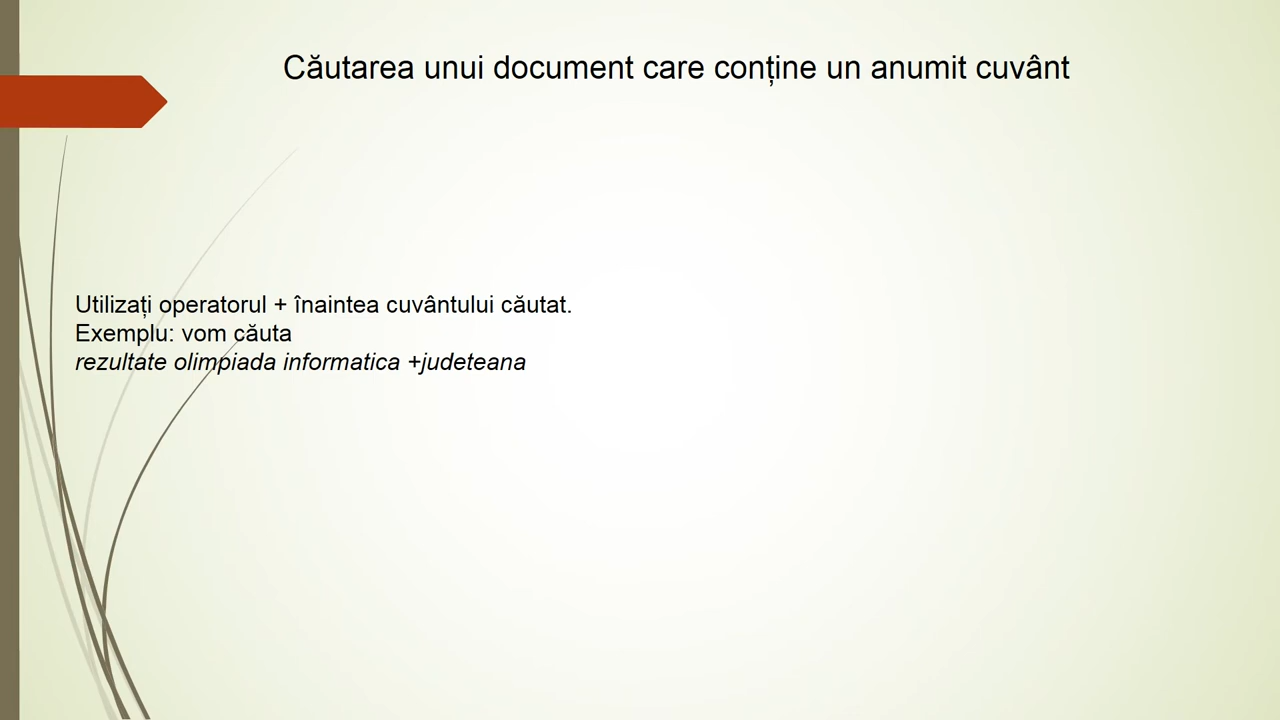 Căutarea unui document care conține un anumit cuvânt
Utilizați operatorul + înaintea cuvântului căutat.
Exemplu: vom căuta
rezultate olimpiada informatica +judeteana